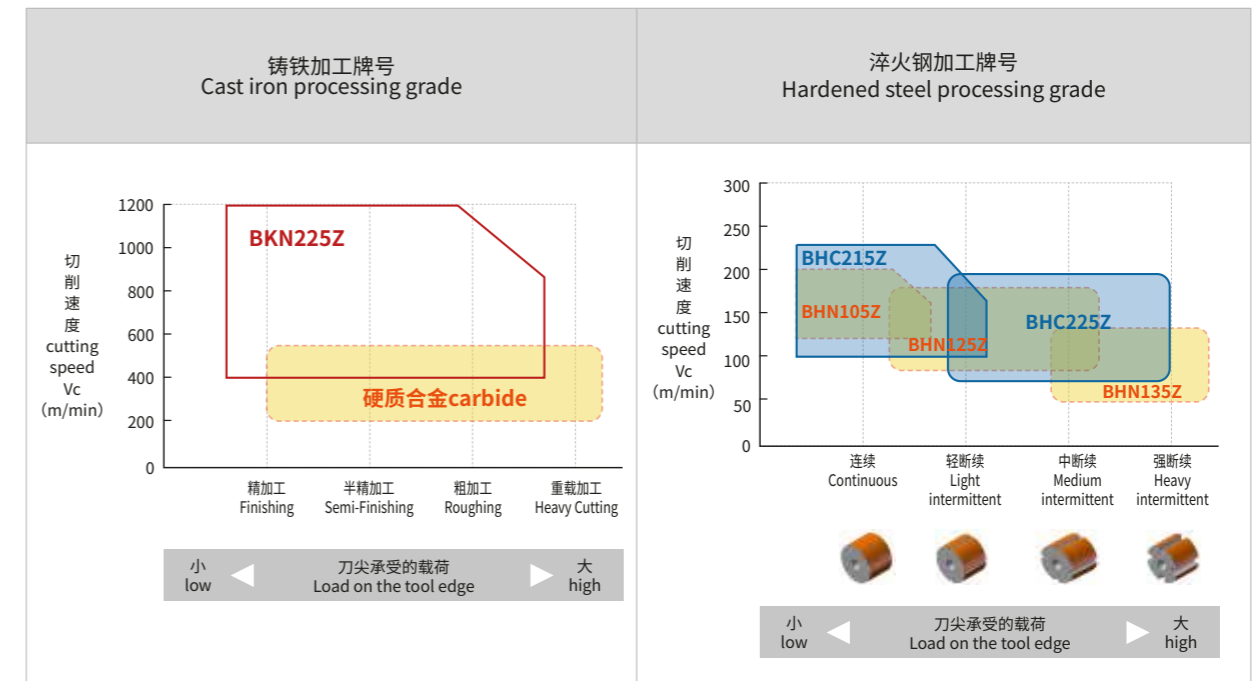 铸铁加工牌号
Cast iron processing grade
淬火钢加工牌号
Hardened steel processing grade
切
削
速
度
cutting
speed
Vc
（m/min）
1200
1000
800
600
400
200
0
BKN225Z
硬质合金carbide
精加工
Finishing
半精加工
Semi-Finishing
粗加工
Roughing
重载加工
Heavy Cutting
小
low
刀尖承受的载荷
Load on the tool edge
大
high
切
削
速
度
cutting
speed
Vc
（m/min）
300
250
200
150
100
50
0
BHC215Z
BHN105Z
BHN125Z
BHC225Z
BHN135Z
连续
Continuous
轻断续
Light
intermittent
中断续
Medium
intermittent
强断续
Heavy
intermittent
小
low
刀尖承受的载荷
Load on the tool edge
大
high